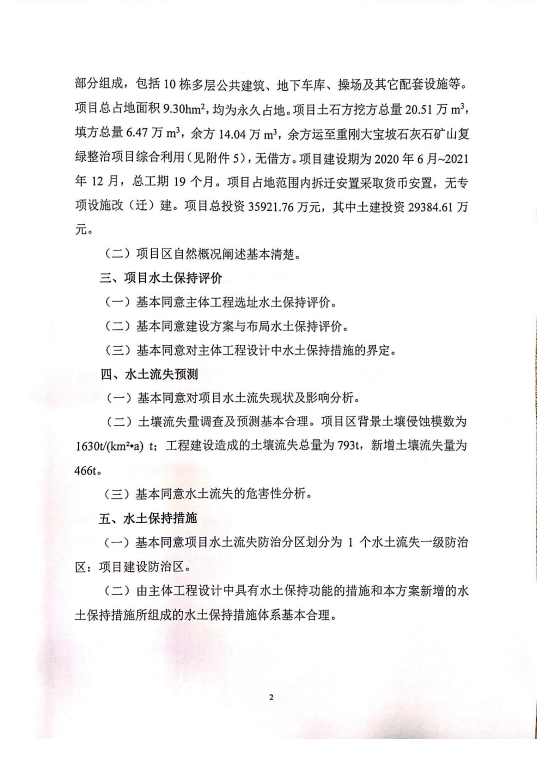 部分组成，包括 10 栋多层公共建筑、地下车库、操场及其它配套设施等。
项目总占地面积 9.30hm²，均为永久占地。项目土石方挖方总量 20.51 万 m³，
填方总量 6.47 万 m³，余方 14.04 万 m³，余方运至重刚大宝坡石灰石矿山复
绿整治项目综合利用（见附件 5），无借方。项目建设期为 2020 年 6 月~2021
年 12 月，总工期 19 个月。项目占地范围内拆迁安置采取货币安置，无专
项设施改（迁）建。项目总投资 35921.76 万元，其中土建投资 29384.61 万
元。
（二）项目区自然概况阐述基本清楚。
三、项目水土保持评价
（一）基本同意主体工程选址水土保持评价。
（二）基本同意建设方案与布局水土保持评价。
（三）基本同意对主体工程设计中水土保持措施的界定。
四、水土流失预测
（一）基本同意对项目水土流失现状及影响分析。
（二）土壤流失量调查及预测基本合理。项目区背景土壤侵蚀模数为
1630t/(km²•a) t；工程建设造成的土壤流失总量为 793t，新增土壤流失量为
466t。
（三）基本同意水土流失的危害性分析。
五、水土保持措施
（一）基本同意项目水土流失防治分区划分为 1 个水土流失一级防治
区：项目建设防治区。
（二）由主体工程设计中具有水土保持功能的措施和本方案新增的水
土保持措施所组成的水土保持措施体系基本合理。
2